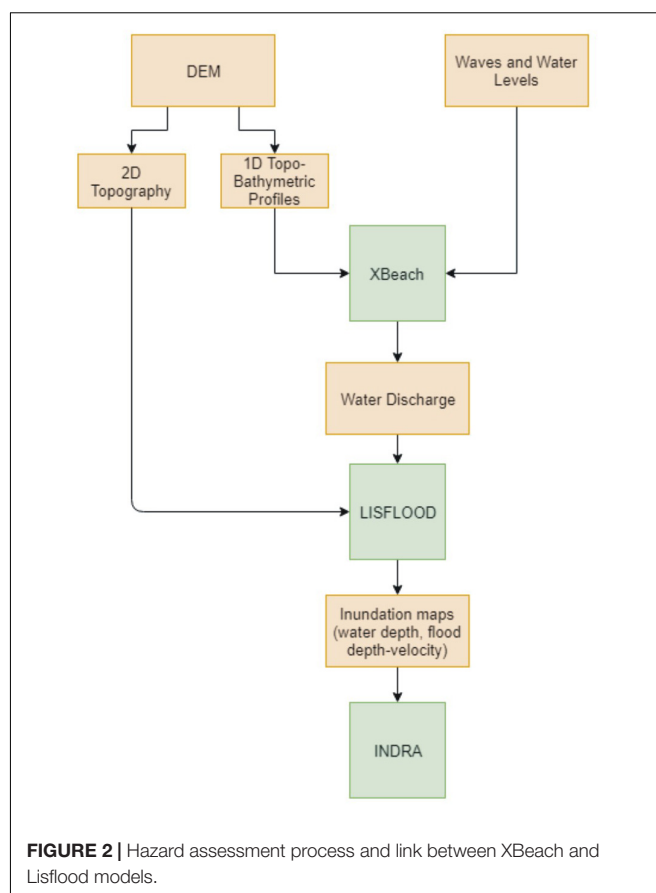 DEM
Waves and Water
Levels
2D
Topography
1D Topo-
Bathymetric
Profiles
XBeach
Water Discharge
LISFLOOD
Inundation maps
(water depth, flood
depth-velocity)
INDRA
FIGURE 2 | Hazard assessment process and link between XBeach and
Lisflood models.